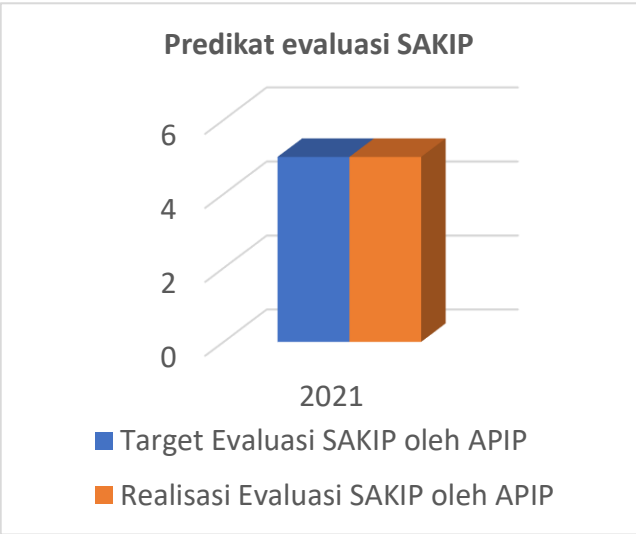 Predikat evaluasi SAKIP
6
4
2
0
2021
Target Evaluasi SAKIP oleh APIP
Realisasi Evaluasi SAKIP oleh APIP